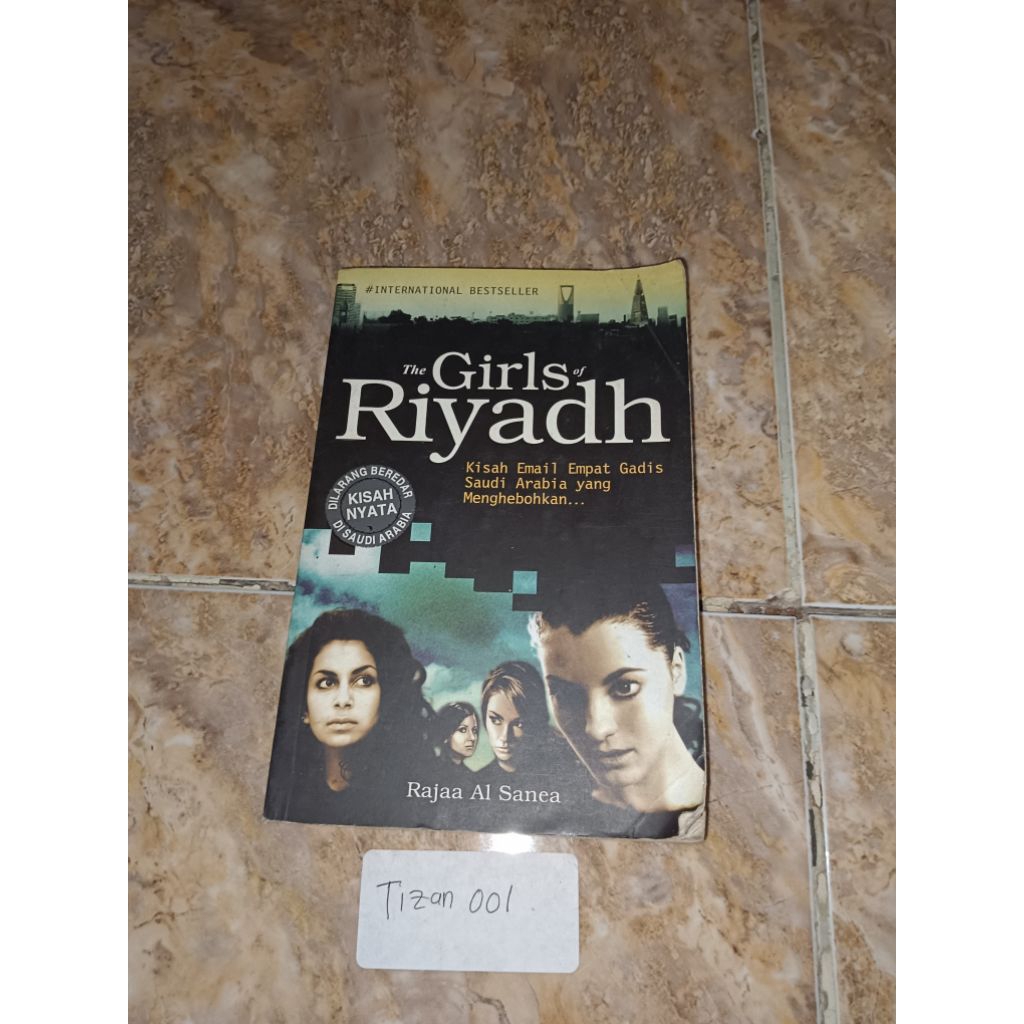 #INTERNATIONAL BESTSELLER
The Girls of
Riyadh
Kisah Email Empat Gadis
Saudi Arabia yang
Menghebohkan...
DILARANG BEREDAR
KISAH
NYATA
DI SAUDI ARABIA
Rajaa Al Sanea
Tizan 001